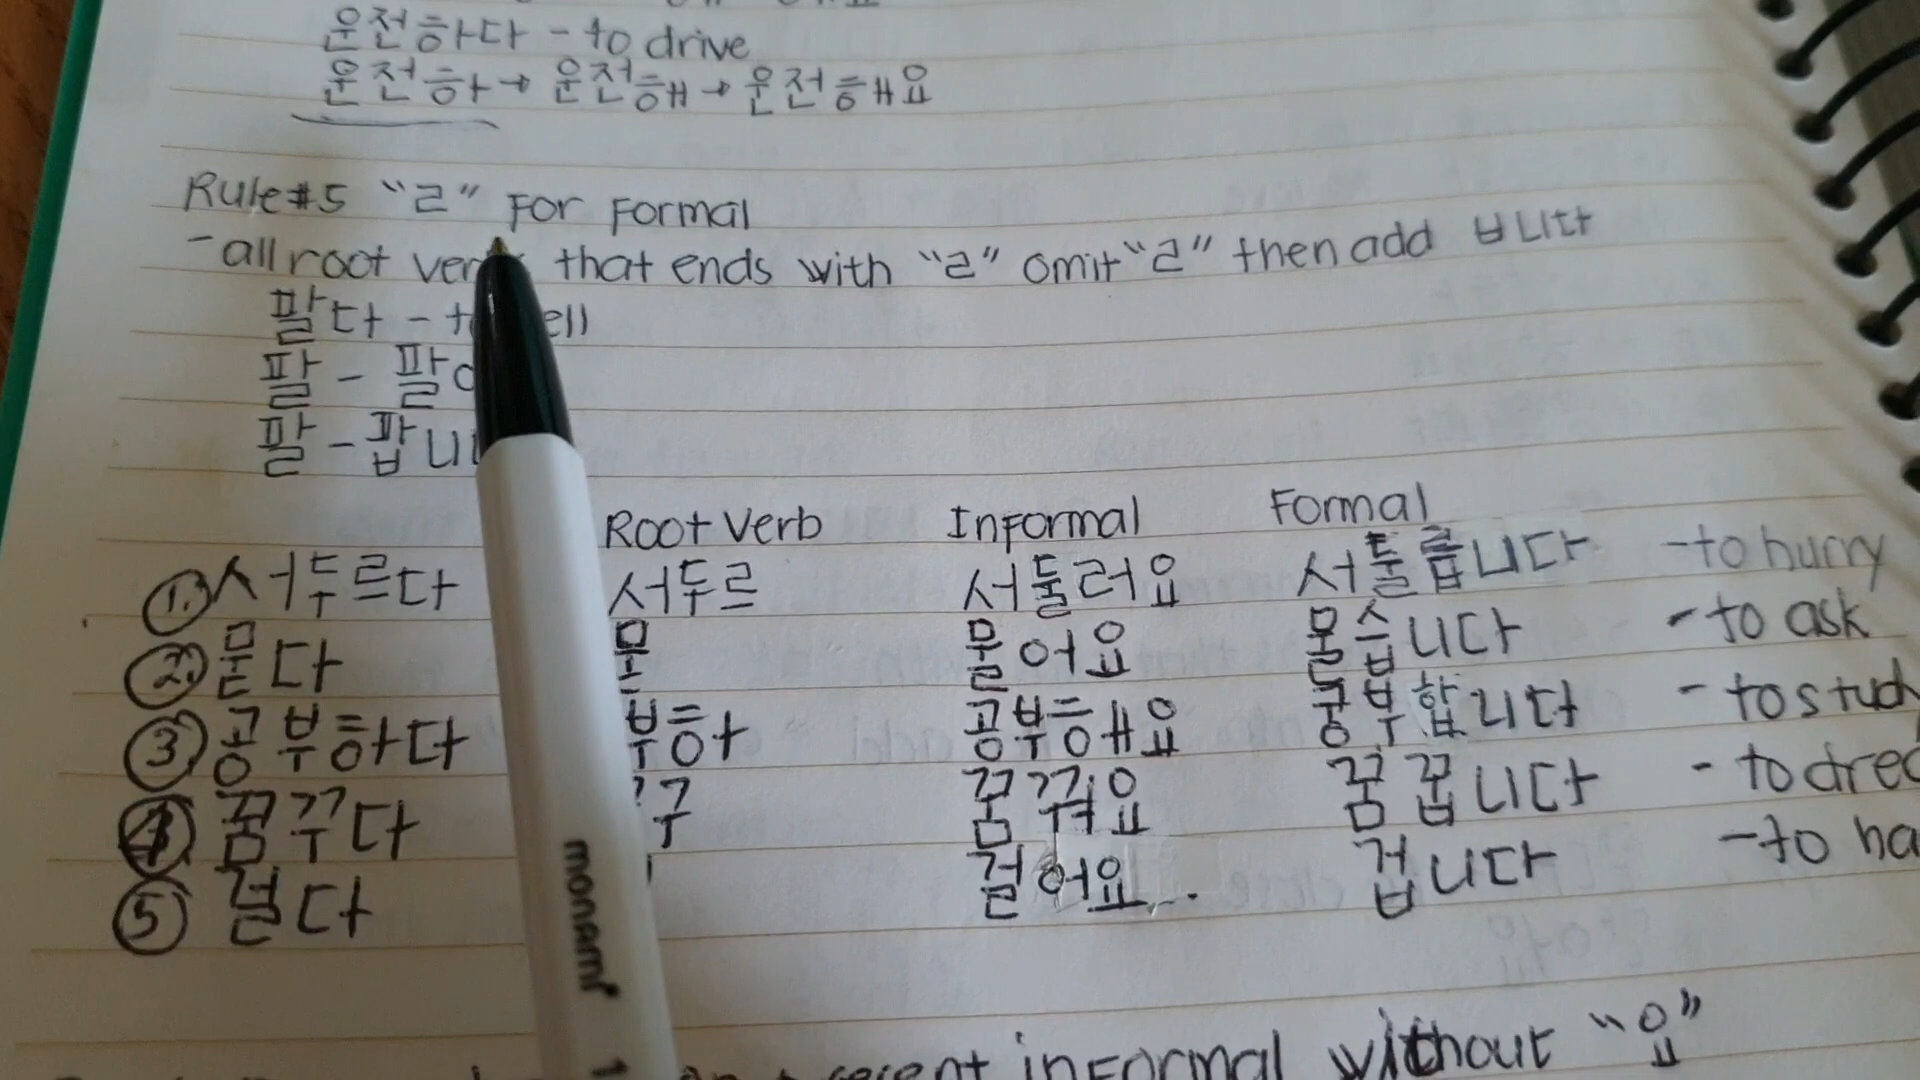 운전하다 - to drive
운전하 → 운전해 → 운전해요
Rule#5 "ㄹ" For Formal
- all root that ends with "ㄹ" omit "ㄹ" then add ㅂ니다
팔다 -
팔 - 팔
팔 - 팝니
Root Verb Informal Formal
1. 서두르다 서두르 서둘러요 서둘릅니다 - to hurry
2. 묻다 묻 물어요 물습니다 - to ask
3. 공부하다 부하 공부해요 공부합니다 - to
4 꿈꾸다 꾸 꿈꿔요 꿈꿉니다 - to
5 걸다 걸어요. 겁니다 - to
informal without "요"
monami